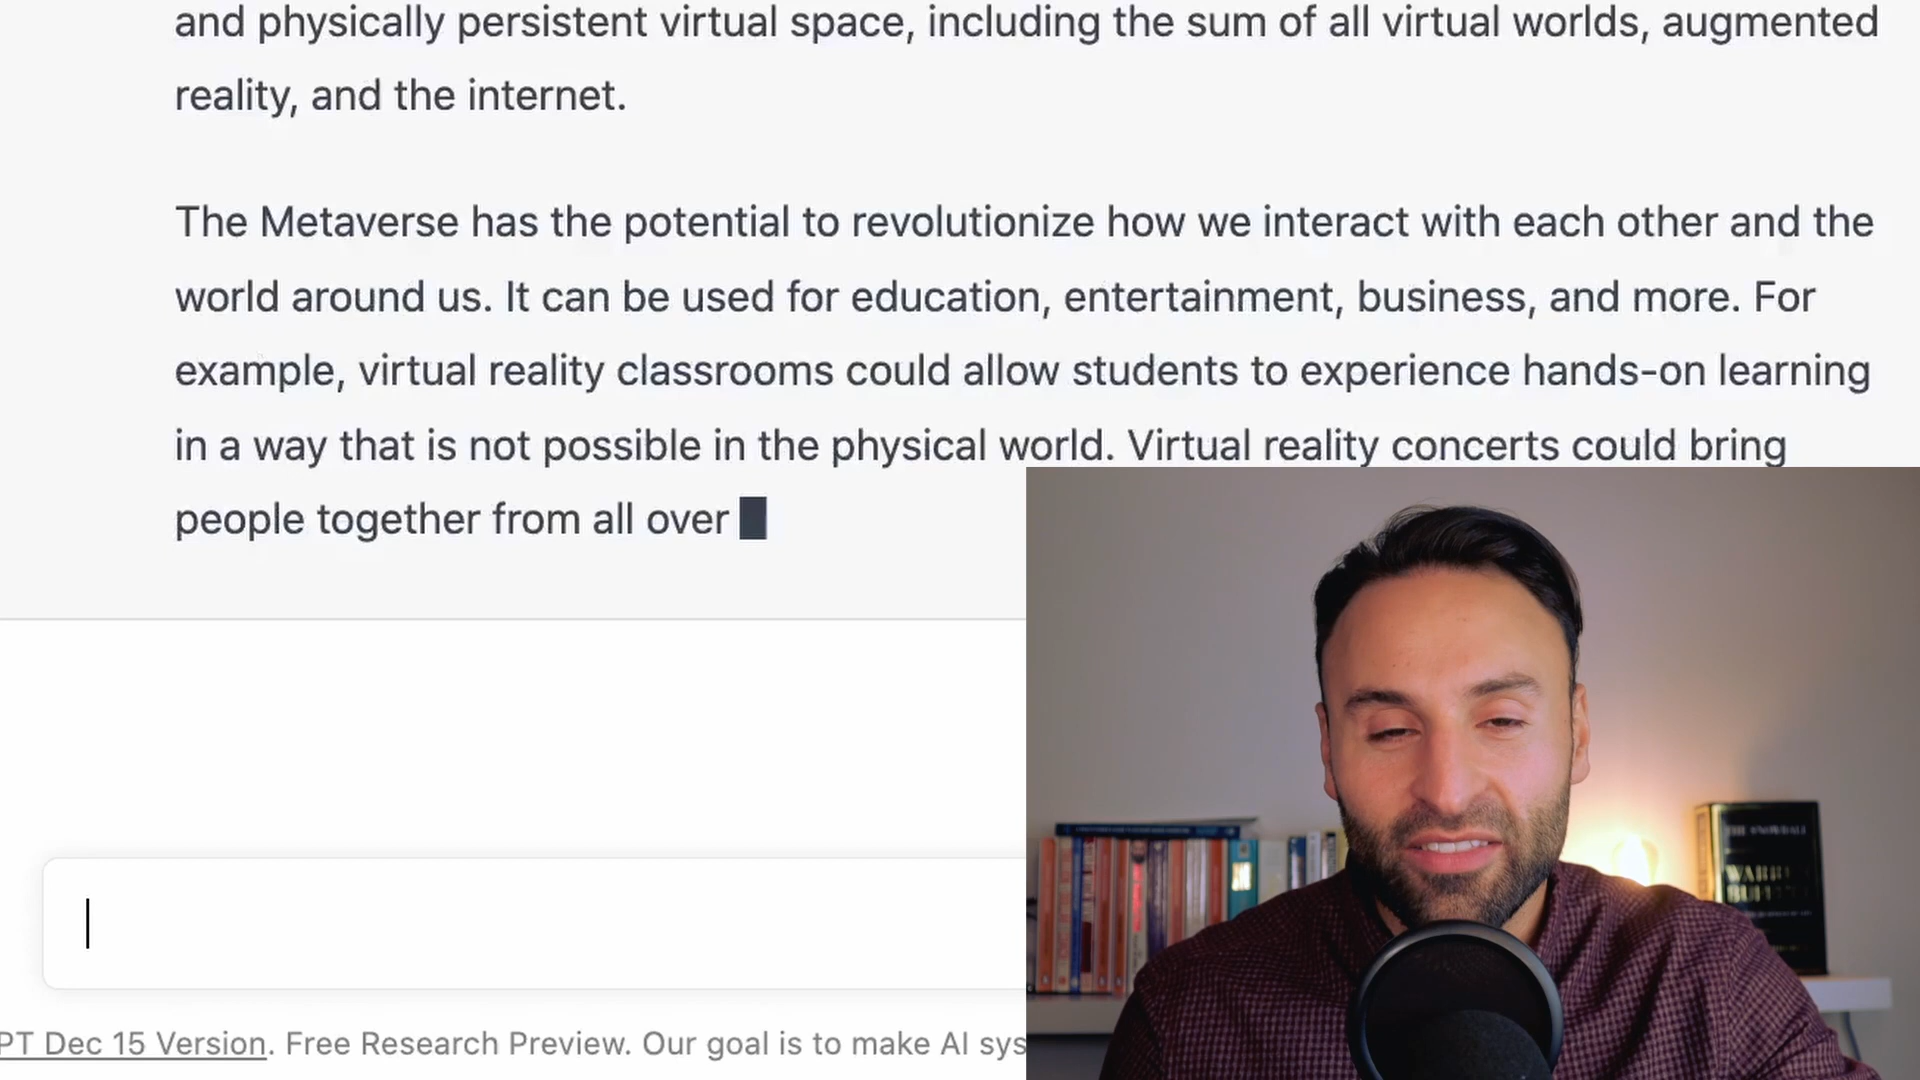 and physically persistent virtual space, including the sum of all virtual worlds, augmented
reality, and the internet.
The Metaverse has the potential to revolutionize how we interact with each other and the
world around us. It can be used for education, entertainment, business, and more. For
example, virtual reality classrooms could allow students to experience hands-on learning
in a way that is not possible in the physical world. Virtual reality concerts could bring
people together from all over
THE SNOWBALL
WARREN
BUFFETT
PT Dec 15 Version. Free Research Preview. Our goal is to make AI sys